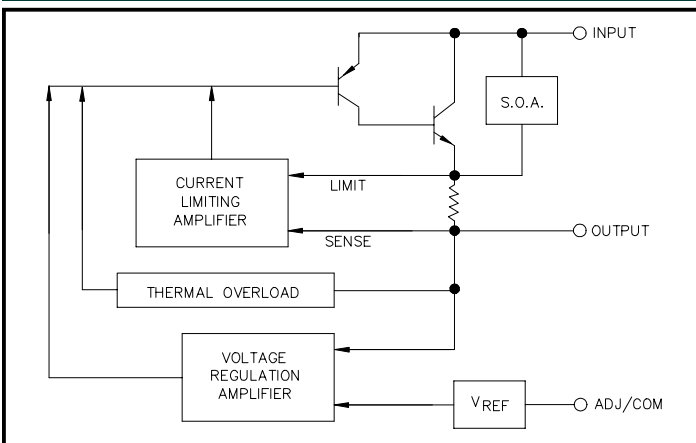 INPUT
S.O.A.
CURRENT
LIMITING
AMPLIFIER
LIMIT
SENSE
OUTPUT
THERMAL OVERLOAD
VOLTAGE
REGULATION
AMPLIFIER
VREF
ADJ/COM